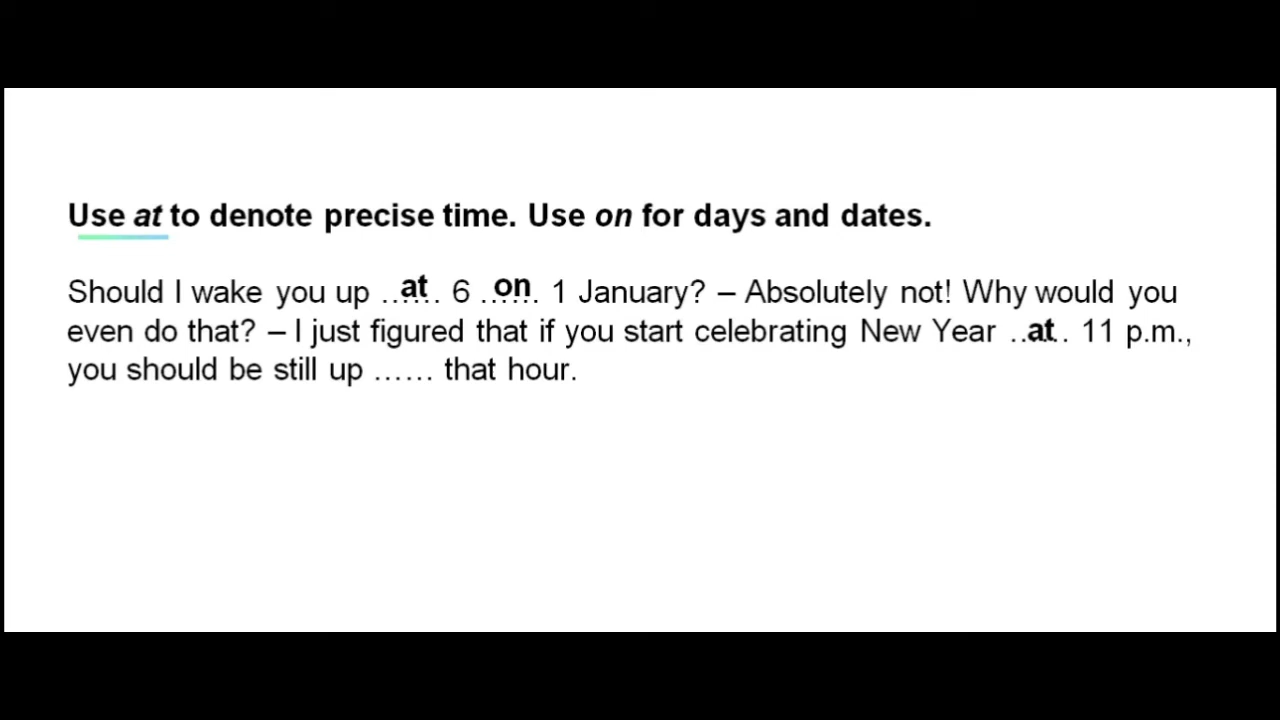 Use at to denote precise time. Use on for days and dates.
Should I wake you up ..at.. 6 ..on.. 1 January? – Absolutely not! Why would you
even do that? – I just figured that if you start celebrating New Year ..at.. 11 p.m.,
you should be still up …… that hour.